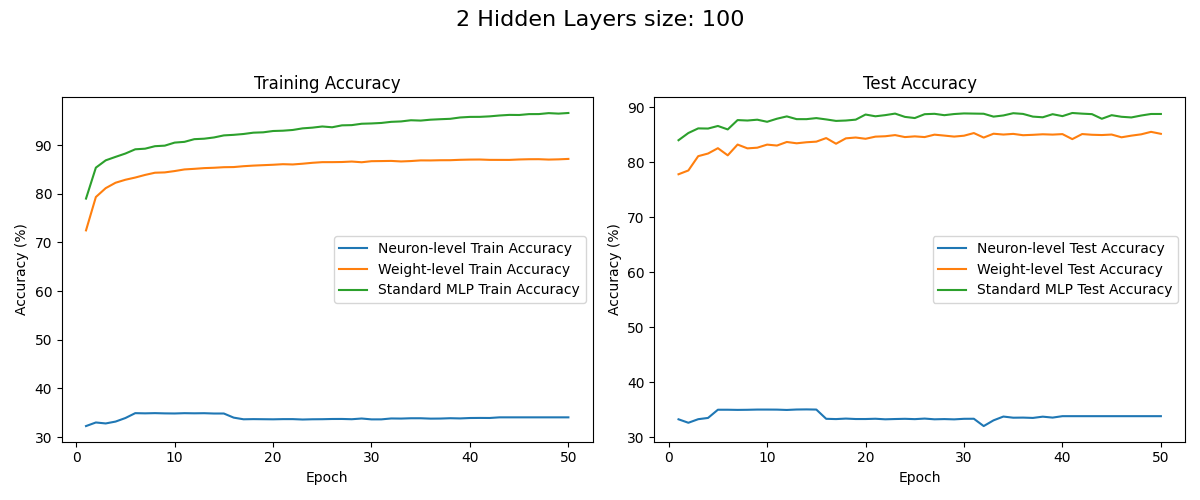 2 Hidden Layers size: 100
Training Accuracy
Accuracy (%)
90
80
70
60
50
40
30
Neuron-level Train Accuracy
Weight-level Train Accuracy
Standard MLP Train Accuracy
0 10 20 30 40 50
Epoch
Test Accuracy
Accuracy (%)
90
80
70
60
50
40
30
Neuron-level Test Accuracy
Weight-level Test Accuracy
Standard MLP Test Accuracy
0 10 20 30 40 50
Epoch